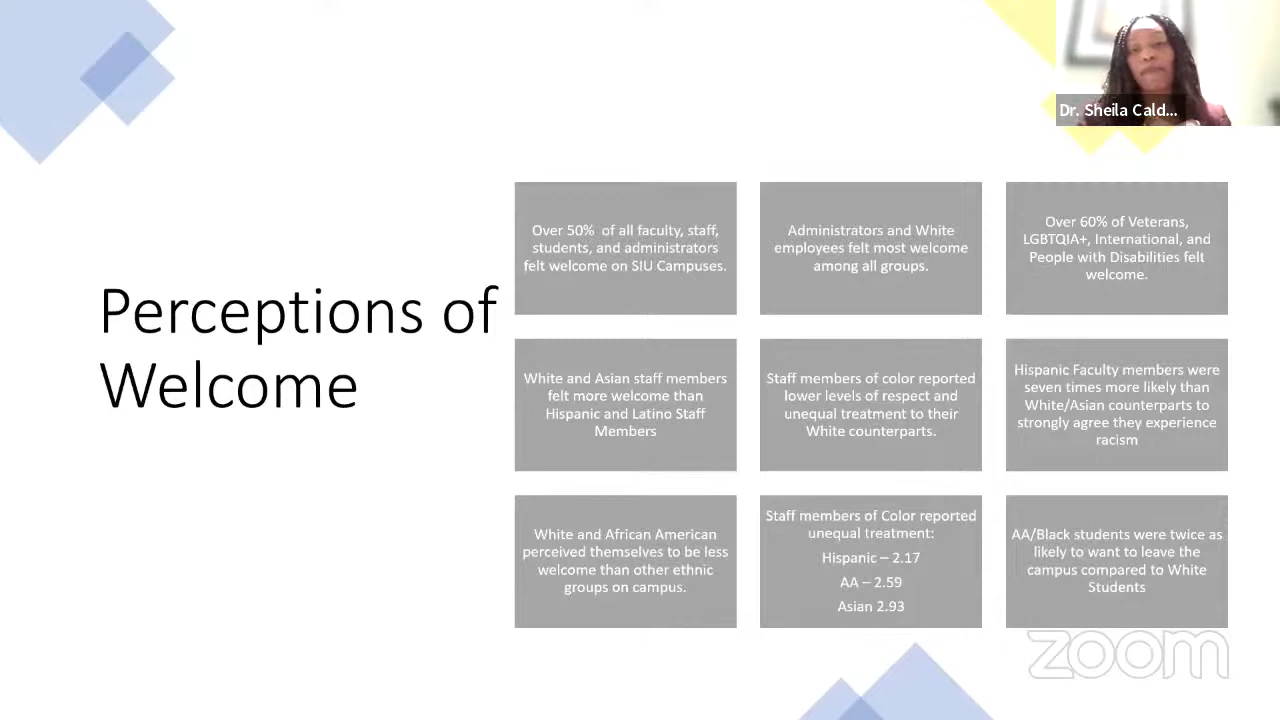 Dr. Sheila Cald...
Perceptions of
Welcome
Over 50% of all faculty, staff,
students, and administrators
felt welcome on SIU Campuses.
Administrators and White
employees felt most welcome
among all groups.
Over 60% of Veterans,
LGBTQIA+, International, and
People with Disabilities felt
welcome.
White and Asian staff members
felt more welcome than
Hispanic and Latino Staff
Members
Staff members of color reported
lower levels of respect and
unequal treatment to their
White counterparts.
Hispanic Faculty members were
seven times more likely than
White/Asian counterparts to
strongly agree they experience
racism
White and African American
perceived themselves to be less
welcome than other ethnic
groups on campus.
Staff members of Color reported
unequal treatment:
Hispanic – 2.17
AA – 2.59
Asian 2.93
AA/Black students were twice as
likely to want to leave the
campus compared to White
Students
zoom